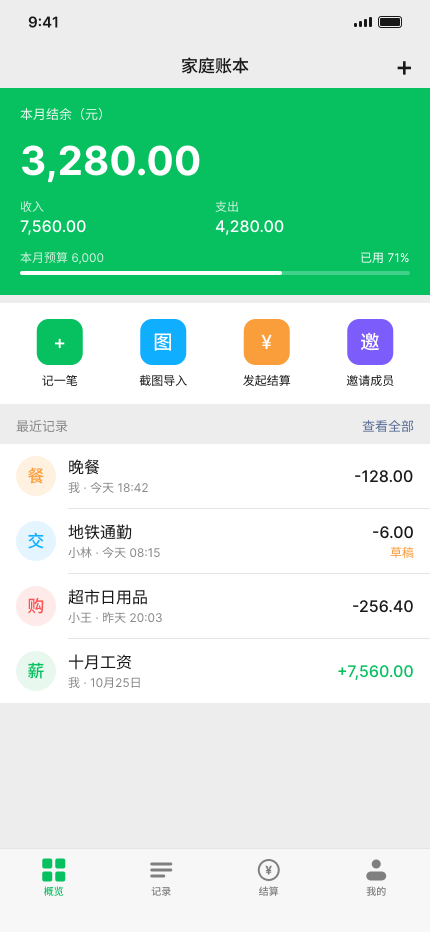 9:41
家庭账本
+
本月结余（元）
3,280.00
收入
支出
7,560.00
4,280.00
本月预算 6,000
已用 71%
+
图
¥
邀
记一笔
截图导入
发起结算
邀请成员
最近记录
查看全部
餐
晚餐
-128.00
我 · 今天 18:42
交
地铁通勤
-6.00
小林 · 今天 08:15
草稿
购
超市日用品
-256.40
小王 · 昨天 20:03
薪
十月工资
+7,560.00
我 · 10月25日
¥
概览
记录
结算
我的